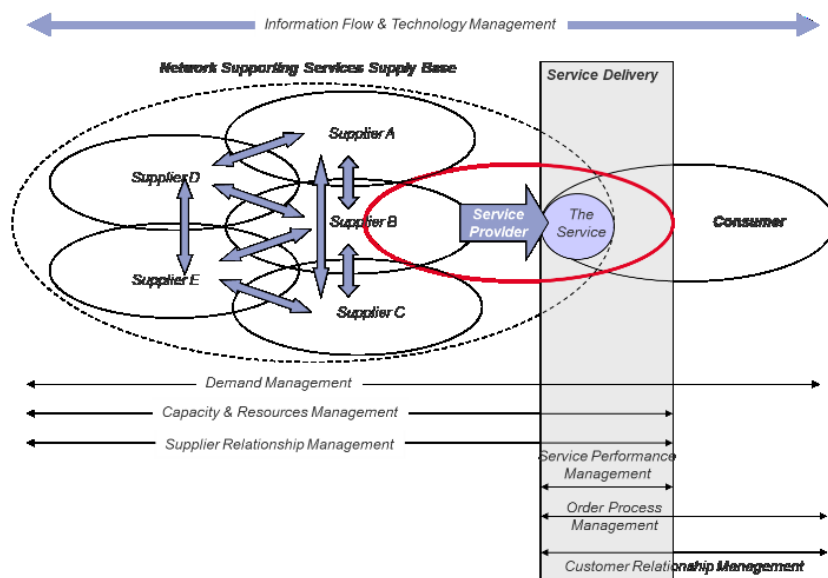 Information Flow & Technology Management
Network Supporting Services Supply Base
Service Delivery
Supplier A
Supplier D
Supplier B
Service
Provider
The
Service
Consumer
Supplier E
Supplier C
Demand Management
Capacity & Resources Management
Supplier Relationship Management
Service Performance
Management
Order Process
Management
Customer Relationship Management